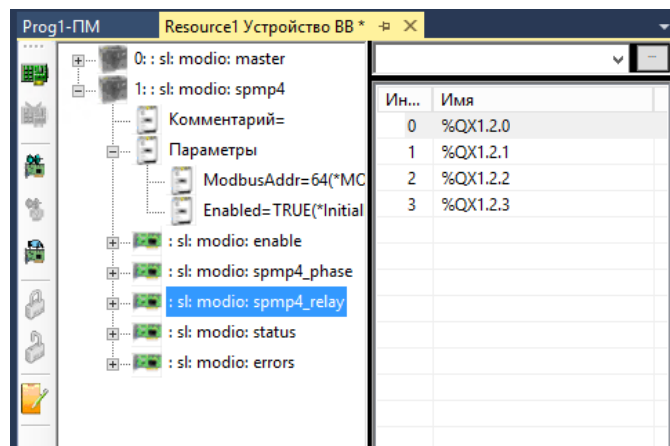 Prog1-ПМ Resource1 Устройство ВВ *
0: : sl: modio: master
1: : sl: modio: spmp4
Комментарий=
Параметры
ModbusAddr=64(*MO
Enabled=TRUE(*Initial
: sl: modio: enable
: sl: modio: spmp4_phase
: sl: modio: spmp4_relay
: sl: modio: status
: sl: modio: errors
...
Ин... Имя
0 %QX1.2.0
1 %QX1.2.1
2 %QX1.2.2
3 %QX1.2.3